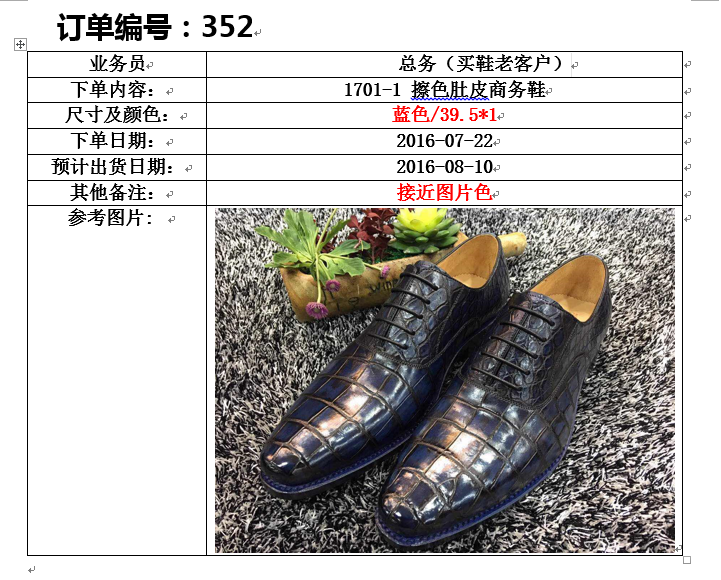 订单编号：352
业务员 总务（买鞋老客户）
下单内容： 1701-1 擦色肚皮商务鞋
尺寸及颜色： 蓝色/39.5*1
下单日期： 2016-07-22
预计出货日期： 2016-08-10
其他备注： 接近图片色
参考图片：